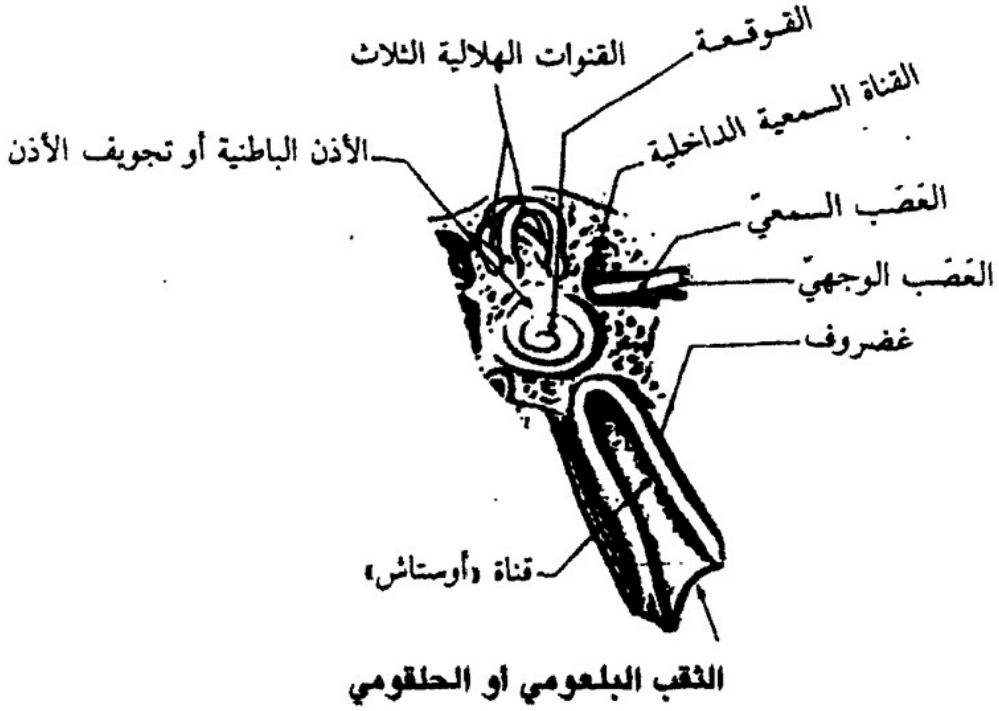 القوقعة
القنوات الهلالية الثلاث
القناة السمعية الداخلية
الأذن الباطنية أو تجويف الأذن
العَصَب السمعيّ
العَصَب الوجهيّ
غضروف
قناة «أوستاش»
الثقب البلعومي أو الحلقومي